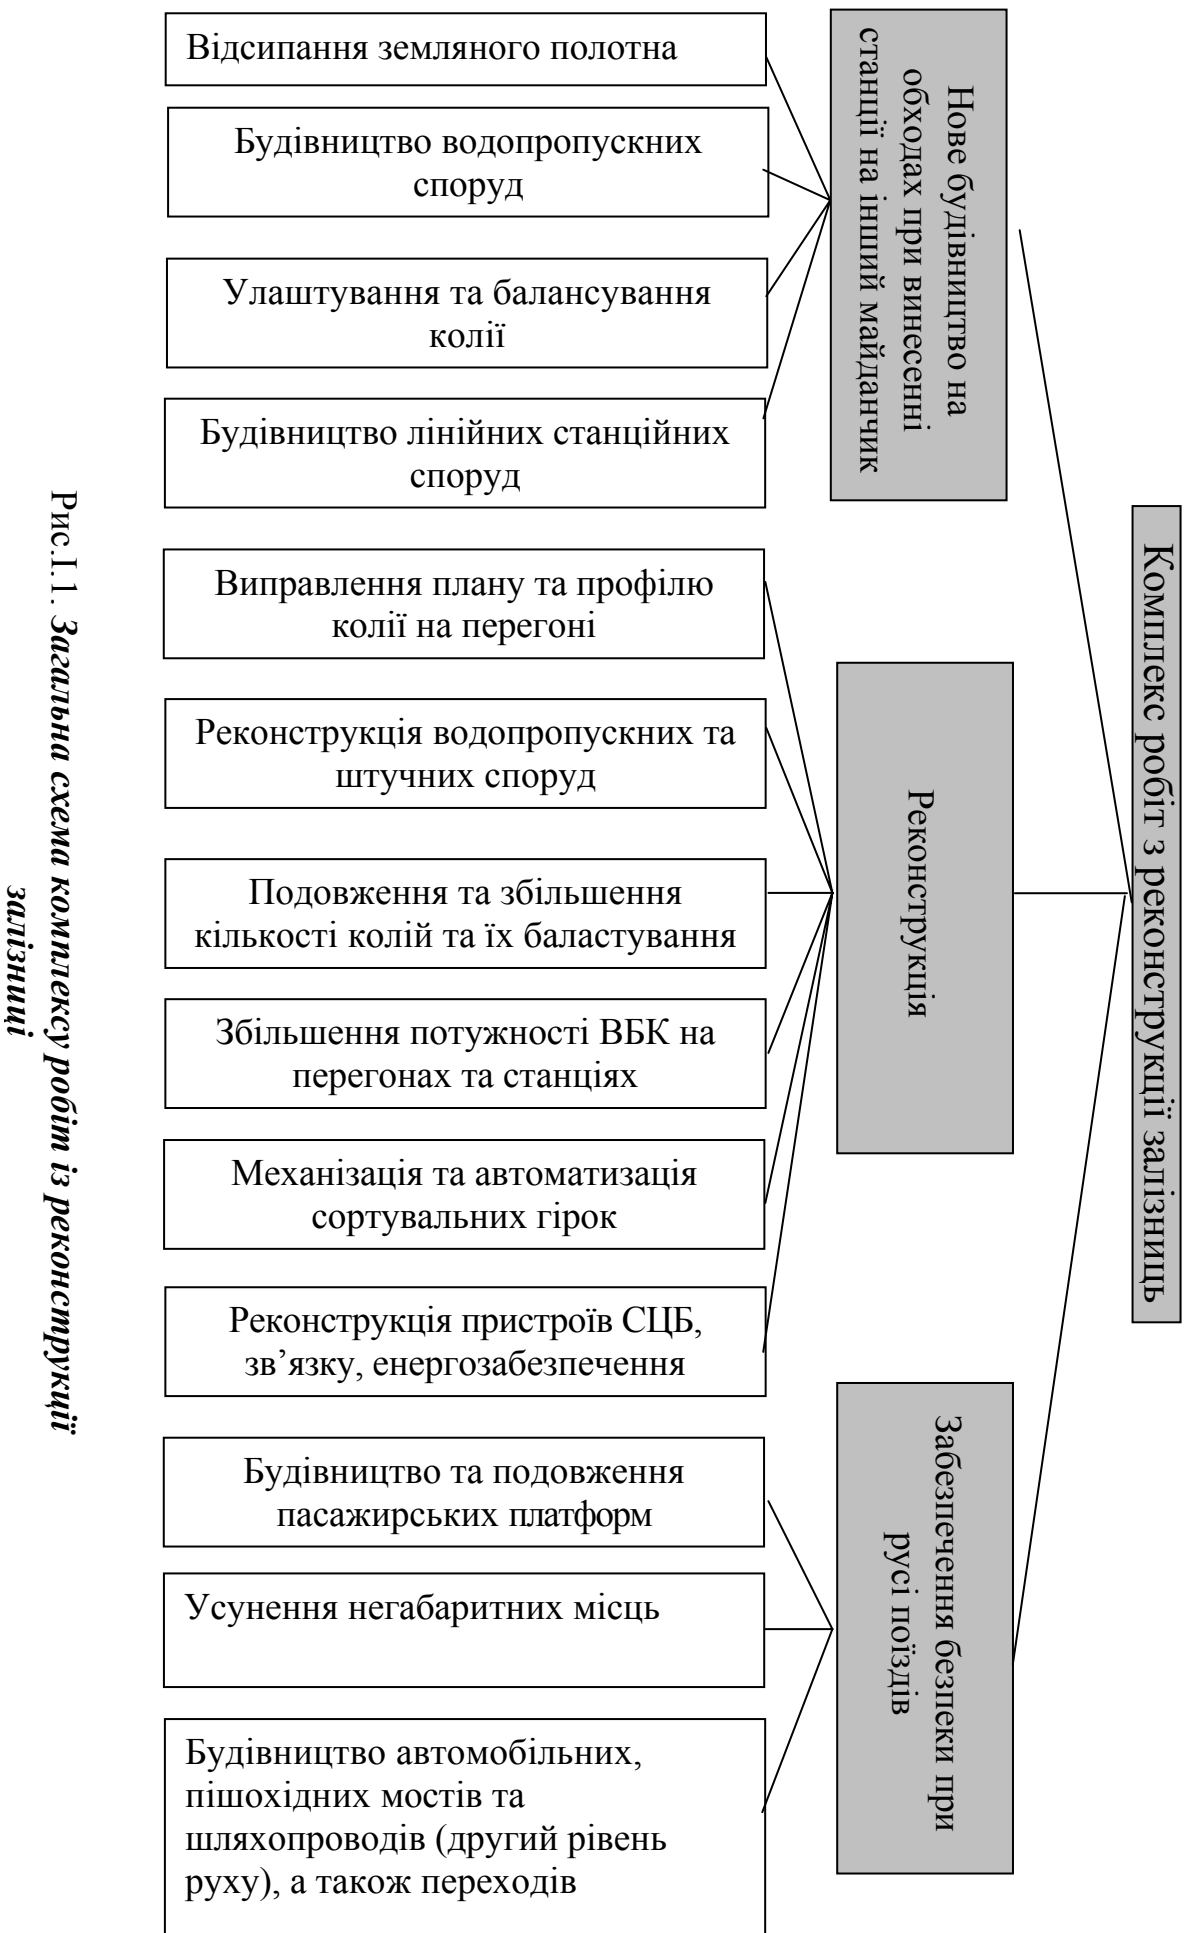 Комплекс робіт з реконструкції залізниць
Нове будівництво на
обходах при винесенні
станції на інший майданчик
Відсипання земляного полотна
Будівництво водопропускних
споруд
Улаштування та балансування
колії
Будівництво лінійних станційних
споруд
Реконструкція
Виправлення плану та профілю
колії на перегоні
Реконструкція водопропускних та
штучних споруд
Подовження та збільшення
кількості колій та їх баластування
Збільшення потужності ВБК на
перегонах та станціях
Механізація та автоматизація
сортувальних гірок
Реконструкція пристроїв СЦБ,
зв’язку, енергозабезпечення
Забезпечення безпеки при
русі поїздів
Будівництво та подовження
пасажирських платформ
Усунення негабаритних місць
Будівництво автомобільних,
пішохідних мостів та
шляхопроводів (другий рівень
руху), а також переходів
Рис.І.1. Загальна схема комплексу робіт із реконструкції
залізниці